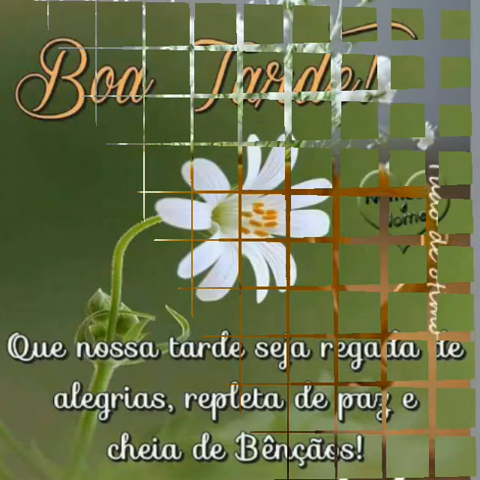 Boa Tarde!
Que nossa tarde seja regada de
alegrias, repleta de paz e
cheia de Bênçãos!